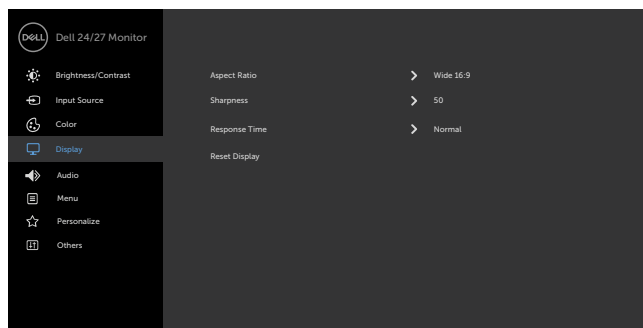 DELL
Dell 24/27 Monitor
Brightness/Contrast
Input Source
Color
Display
Audio
Menu
Personalize
Others
Aspect Ratio Wide 16:9
Sharpness 50
Response Time Normal
Reset Display